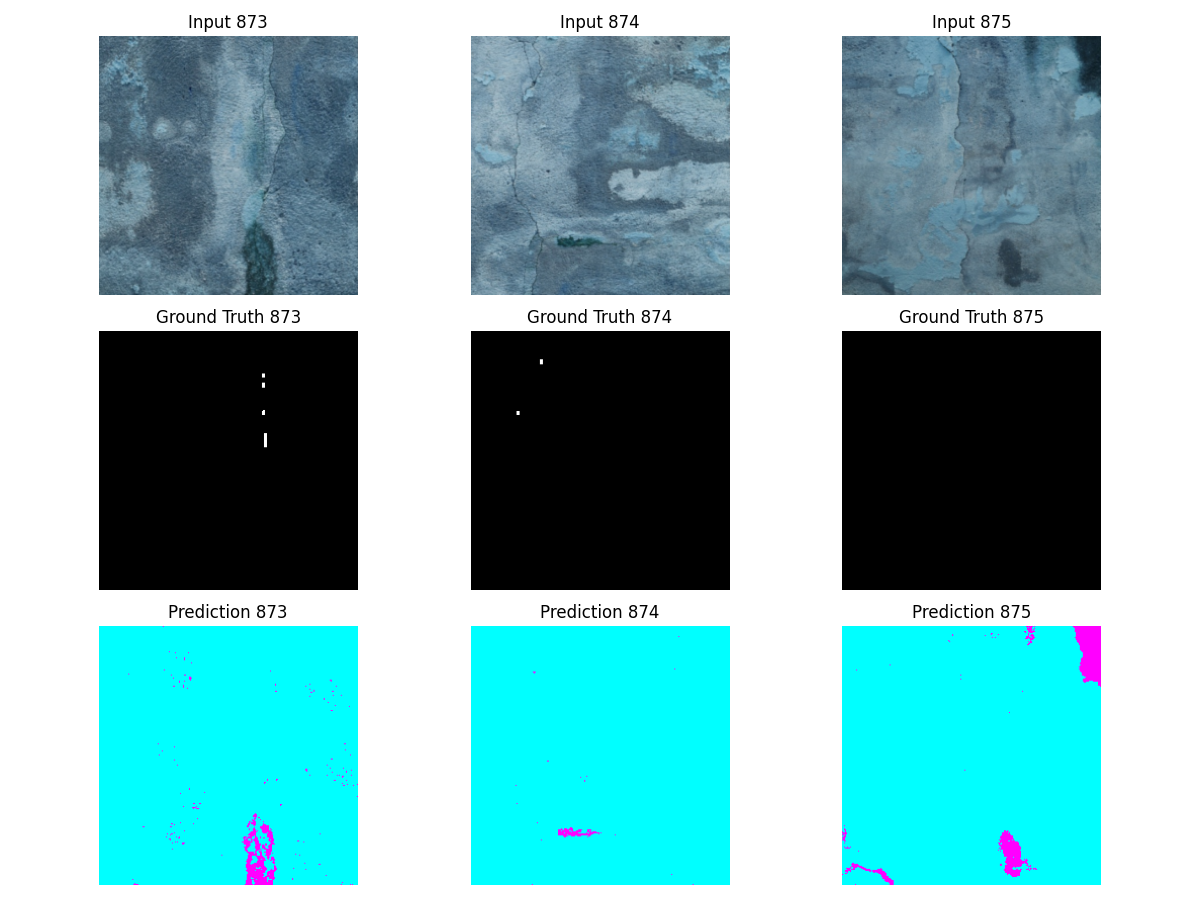 Input 873
Input 874
Input 875
Ground Truth 873
Ground Truth 874
Ground Truth 875
Prediction 873
Prediction 874
Prediction 875